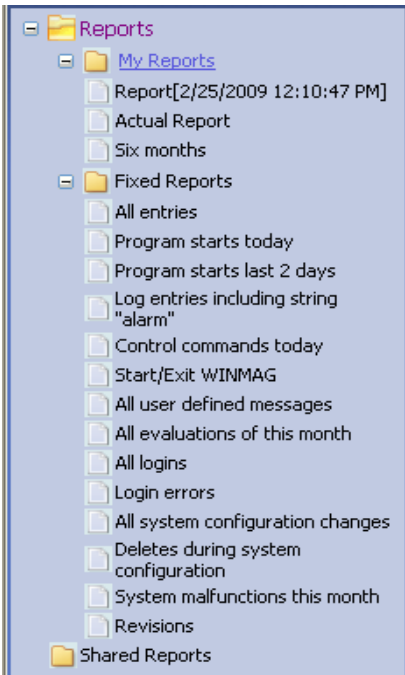 Reports
My Reports
Report[2/25/2009 12:10:47 PM]
Actual Report
Six months
Fixed Reports
All entries
Program starts today
Program starts last 2 days
Log entries including string
"alarm"
Control commands today
Start/Exit WINMAG
All user defined messages
All evaluations of this month
All logins
Login errors
All system configuration changes
Deletes during system
configuration
System malfunctions this month
Revisions
Shared Reports